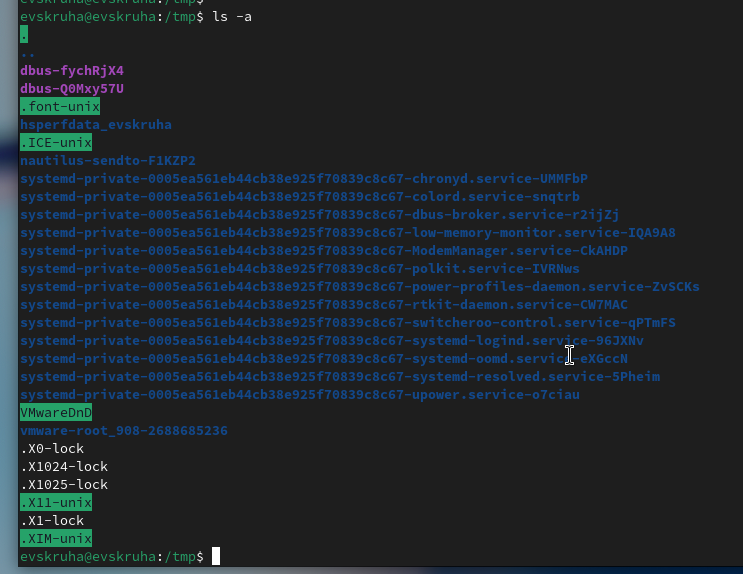 evskruha@evskruha:/tmp$
evskruha@evskruha:/tmp$ ls -a
.
..
dbus-fychRjX4
dbus-Q0Mxy57U
.font-unix
hsperfdata_evskruha
.ICE-unix
nautilus-sendto-F1KZP2
systemd-private-0005ea561eb44cb38e925f70839c8c67-chronyd.service-UMMFbP
systemd-private-0005ea561eb44cb38e925f70839c8c67-colord.service-snqtrb
systemd-private-0005ea561eb44cb38e925f70839c8c67-dbus-broker.service-r2ijZj
systemd-private-0005ea561eb44cb38e925f70839c8c67-low-memory-monitor.service-IQA9A8
systemd-private-0005ea561eb44cb38e925f70839c8c67-ModemManager.service-CkAHDP
systemd-private-0005ea561eb44cb38e925f70839c8c67-polkit.service-IVRNws
systemd-private-0005ea561eb44cb38e925f70839c8c67-power-profiles-daemon.service-ZvSCKs
systemd-private-0005ea561eb44cb38e925f70839c8c67-rtkit-daemon.service-CW7MAC
systemd-private-0005ea561eb44cb38e925f70839c8c67-switcheroo-control.service-qPTmFS
systemd-private-0005ea561eb44cb38e925f70839c8c67-systemd-logind.service-96JXNv
systemd-private-0005ea561eb44cb38e925f70839c8c67-systemd-oomd.service-eXGccN
systemd-private-0005ea561eb44cb38e925f70839c8c67-systemd-resolved.service-5Pheim
systemd-private-0005ea561eb44cb38e925f70839c8c67-upower.service-o7ciau
VMwareDnD
vmware-root_908-2688685236
.X0-lock
.X1024-lock
.X1025-lock
.X11-unix
.X1-lock
.XIM-unix
evskruha@evskruha:/tmp$